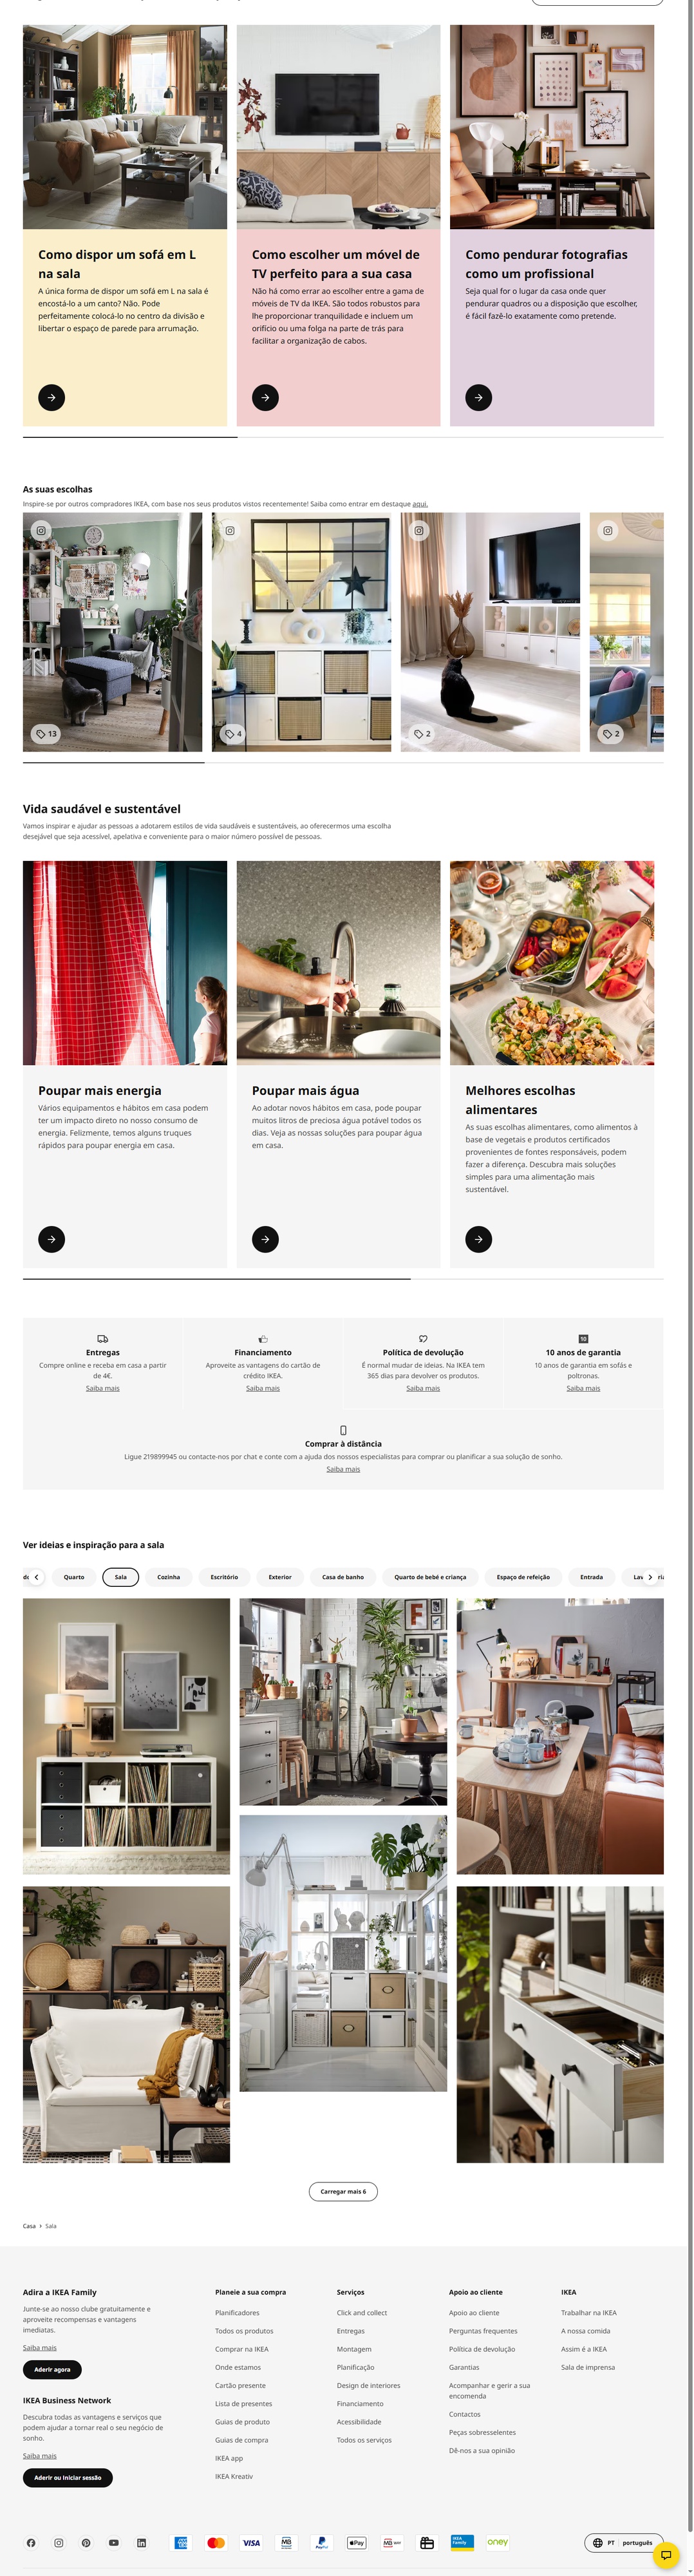 Como dispor um sofá em L
na sala
A única forma de dispor um sofá em L na sala é
encostá-lo a um canto? Não. Pode
perfeitamente colocá-lo no centro da divisão e
libertar o espaço de parede para arrumação.
Como escolher um móvel de
TV perfeito para a sua casa
Não há como errar ao escolher entre a gama de
móveis de TV da IKEA. São todos robustos para
lhe proporcionar tranquilidade e incluem um
orifício ou uma folga na parte de trás para
facilitar a organização de cabos.
Como pendurar fotografias
como um profissional
Seja qual for o lugar da casa onde quer
pendurar quadros ou a disposição que escolher,
é fácil fazê-lo exatamente como pretende.
As suas escolhas
Inspire-se por outros compradores IKEA, com base nos seus produtos vistos recentemente! Saiba como entrar em destaque aqui.
13
4
2
2
Vida saudável e sustentável
Vamos inspirar e ajudar as pessoas a adotarem estilos de vida saudáveis e sustentáveis, ao oferecermos uma escolha
desejável que seja acessível, apelativa e conveniente para o maior número possível de pessoas.
Poupar mais energia
Vários equipamentos e hábitos em casa podem
ter um impacto direto no nosso consumo de
energia. Felizmente, temos alguns truques
rápidos para poupar energia em casa.
Poupar mais água
Ao adotar novos hábitos em casa, pode poupar
muitos litros de preciosa água potável todos os
dias. Veja as nossas soluções para poupar água
em casa.
Melhores escolhas
alimentares
As suas escolhas alimentares, como alimentos à
base de vegetais e produtos certificados
provenientes de fontes responsáveis, podem
fazer a diferença. Descubra mais soluções
simples para uma alimentação mais
sustentável.
Entregas
Compre online e receba em casa a partir
de 4€.
Saiba mais
Financiamento
Aproveite as vantagens do cartão de
crédito IKEA.
Saiba mais
Política de devolução
É normal mudar de ideias. Na IKEA tem
365 dias para devolver os produtos.
Saiba mais
10
10 anos de garantia
10 anos de garantia em sofás e
poltronas.
Saiba mais
Comprar à distância
Ligue 219899945 ou contacte-nos por chat e conte com a ajuda dos nossos especialistas para comprar ou planificar a sua solução de sonho.
Saiba mais
Ver ideias e inspiração para a sala
Quarto
Sala
Cozinha
Escritório
Exterior
Casa de banho
Quarto de bebé e criança
Espaço de refeição
Entrada
Carregar mais 6
Casa › Sala
Adira a IKEA Family
Junte-se ao nosso clube gratuitamente e
aproveite recompensas e vantagens
imediatas.
Saiba mais
Aderir agora
IKEA Business Network
Descubra todas as vantagens e serviços que
podem ajudar a tornar real o seu negócio de
sonho.
Saiba mais
Aderir ou iniciar sessão
Planeie a sua compra
Planificadores
Todos os produtos
Comprar na IKEA
Onde estamos
Cartão presente
Lista de presentes
Guias de produto
Guias de compra
IKEA app
IKEA Kreativ
Serviços
Click and collect
Entregas
Montagem
Planificação
Design de interiores
Financiamento
Acessibilidade
Todos os serviços
Apoio ao cliente
Apoio ao cliente
Perguntas frequentes
Política de devolução
Garantias
Acompanhar e gerir a sua
encomenda
Contactos
Peças sobresselentes
Dê-nos a sua opinião
IKEA
Trabalhar na IKEA
A nossa comida
Assim é a IKEA
Sala de imprensa
VISA
PayPal
Pay
IKEA
Family
oney
PT português